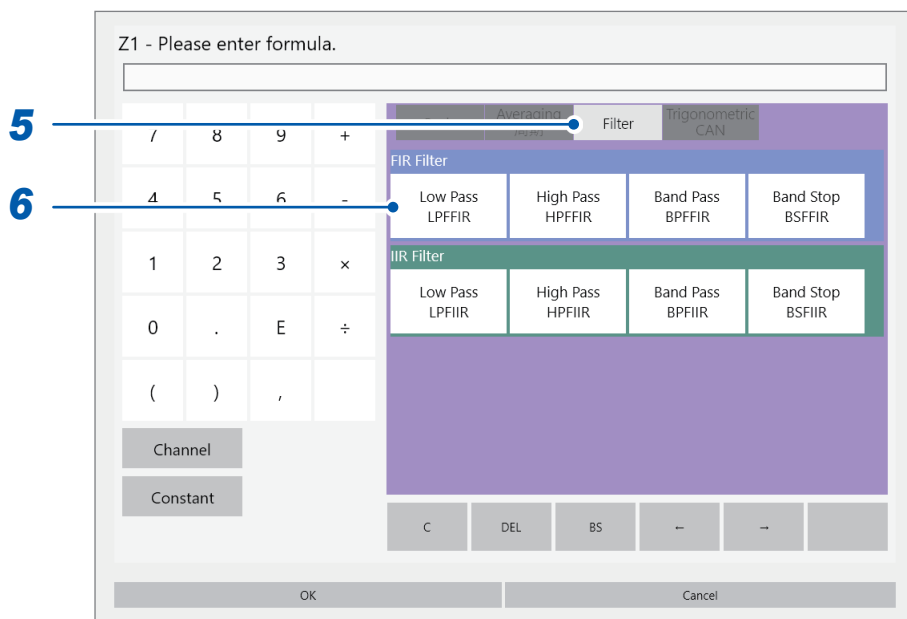 Z1 - Please enter formula.
5
Averaging
Trigonometric
Filter
CAN
7 8 9 +
FIR Filter
6
4 5 6 -
Low Pass High Pass Band Pass Band Stop
LPFFIR HPFFIR BPFFIR BSFFIR
IIR Filter
1 2 3 ×
Low Pass High Pass Band Pass Band Stop
LPFIIR HPFIIR BPFIIR BSFIIR
0 . E ÷
( ) ,
Channel
Constant
C DEL BS ← →
OK Cancel